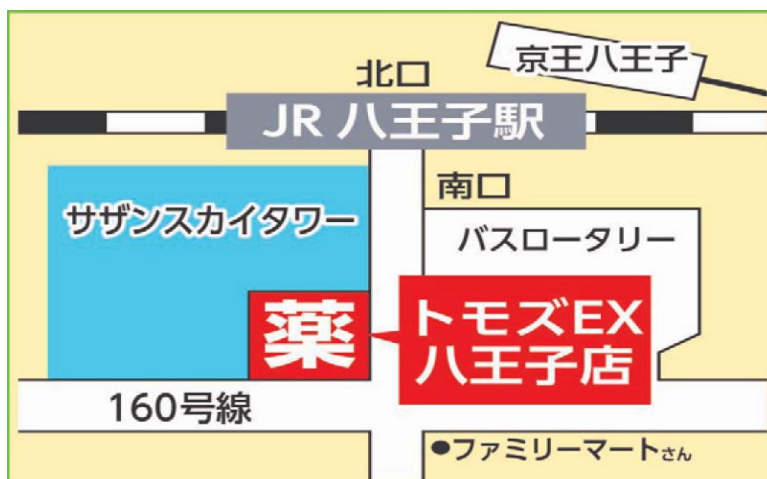 京王八王子
北口
JR 八王子駅
南口
サザンスカイタワー
バスロータリー
薬
トモズEX
八王子店
160号線
●ファミリーマートさん